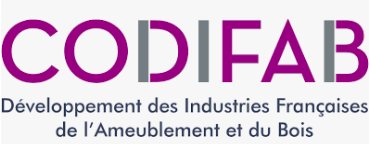 CODIFAB
Développement des Industries Françaises
de l'Ameublement et du Bois